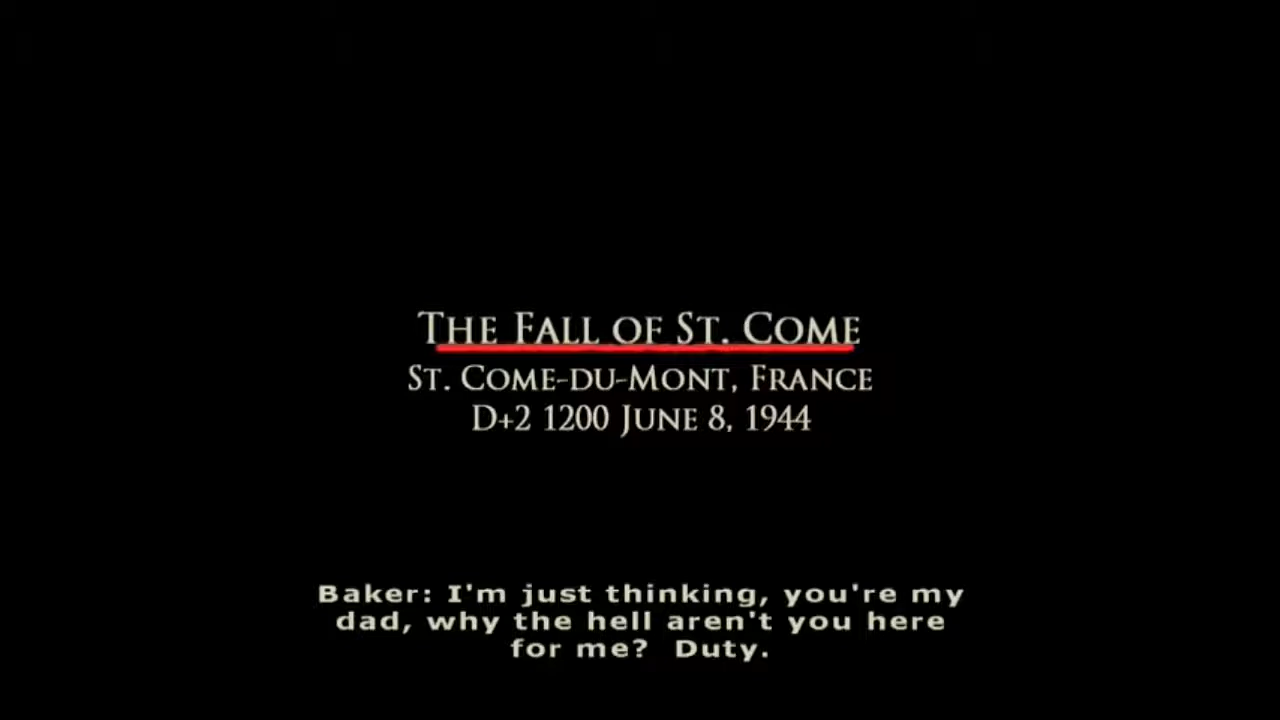 The Fall of St. Come
St. Come-du-Mont, France
D+2 1200 June 8, 1944
Baker: I'm just thinking, you're my
dad, why the hell aren't you here
for me?  Duty.